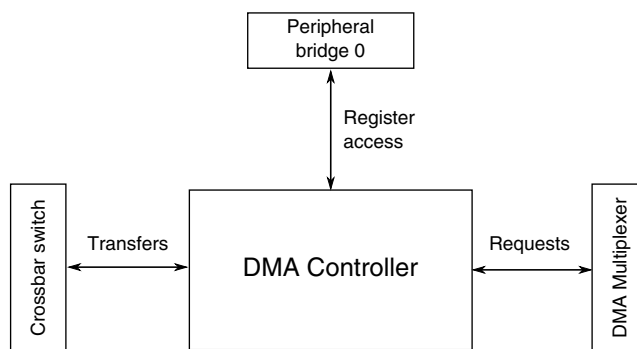 Peripheral
bridge 0
Register
access
Crossbar switch
Transfers
DMA Controller
Requests
DMA Multiplexer